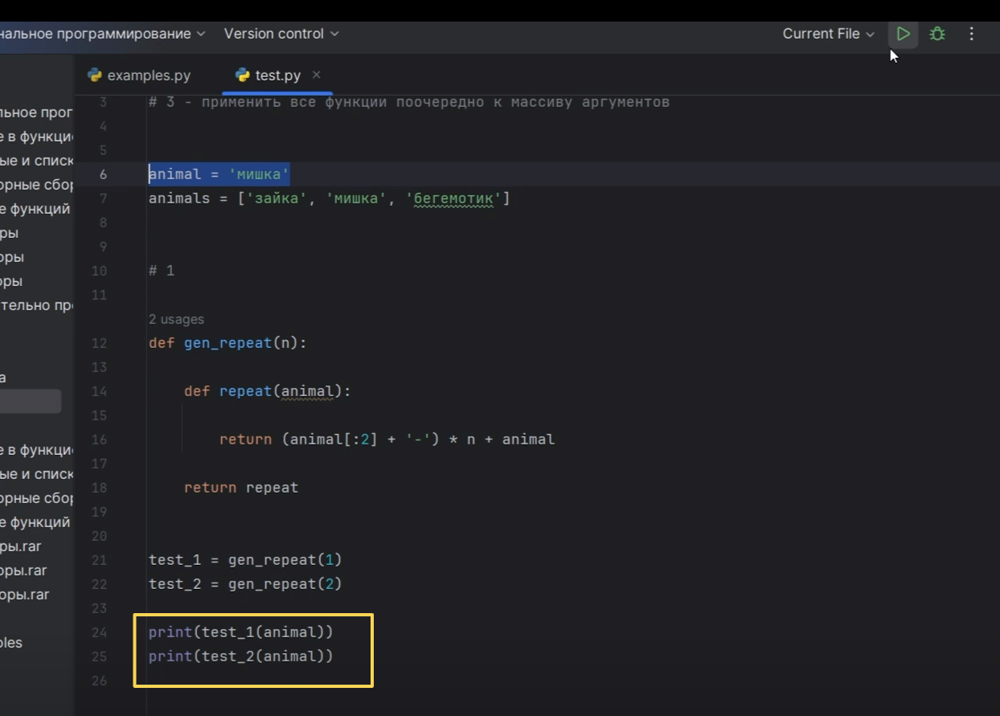 нальное программирование Version control Current File
examples.py test.py
льное прог
е в функци
ые и списк
орные сбор
е функций
ры
оры
оры
тельно пр
а
е в функци
ые и списк
орные сбор
е функций
ры.rar
оры.rar
оры.rar
ples
3 # 3 - применить все функции поочередно к массиву аргументов
4
5
6 animal = 'мишка'
7 animals = ['зайка', 'мишка', 'бегемотик']
8
9
10 # 1
11
2 usages
12 def gen_repeat(n):
13
14 def repeat(animal):
15
16 return (animal[:2] + '-') * n + animal
17
18 return repeat
19
20
21 test_1 = gen_repeat(1)
22 test_2 = gen_repeat(2)
23
24 print(test_1(animal))
25 print(test_2(animal))
26